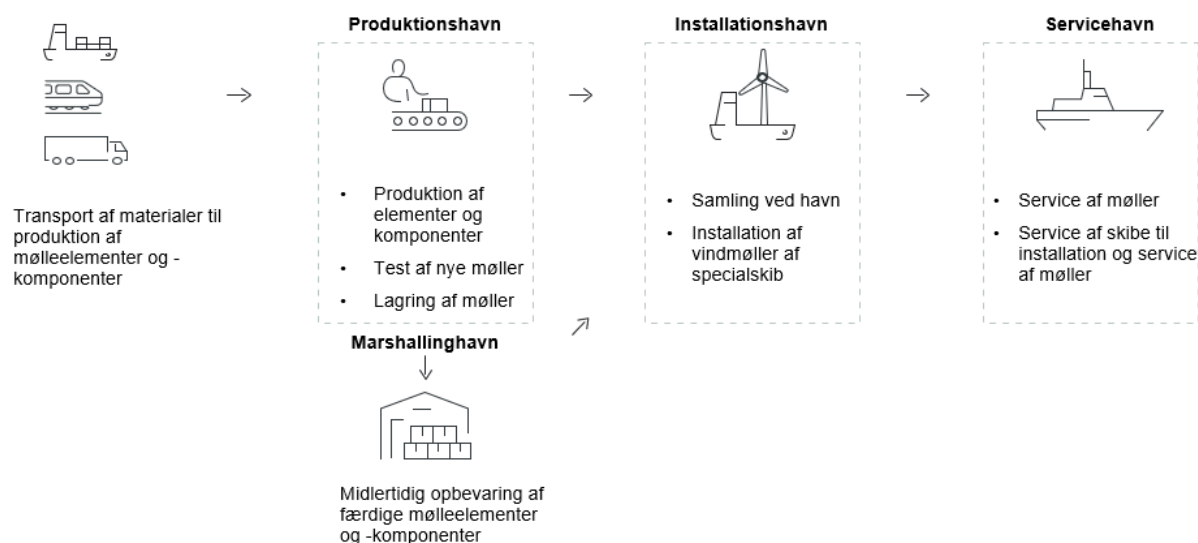 Transport af materialer til
produktion af
mølleelementer og -
komponenter
Produktionshavn
• Produktion af
elementer og
komponenter
• Test af nye møller
• Lagring af møller
Marshallinghavn
Midlertidig opbevaring af
færdige mølleelementer
og -komponenter
Installationshavn
• Samling ved havn
• Installation af
vindmøller af
specialskib
Servicehavn
• Service af møller
• Service af skibe til
installation og service
af møller